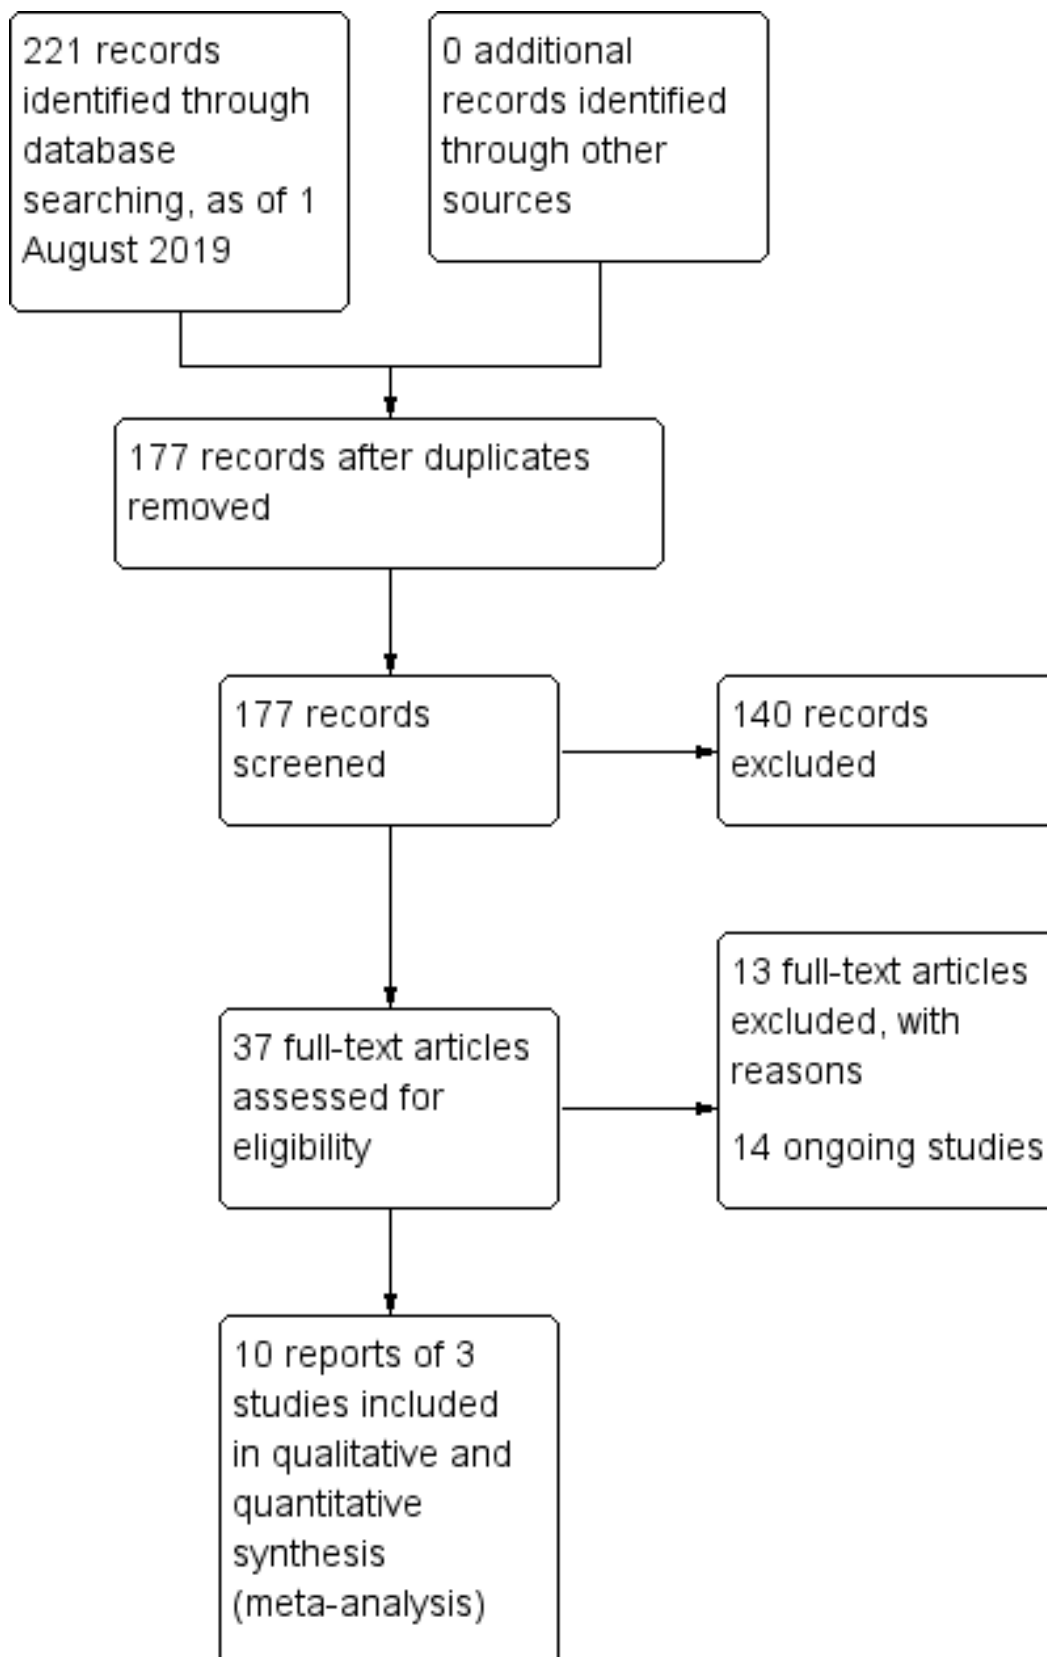 221 records
identified through
database
searching, as of 1
August 2019
0 additional
records identified
through other
sources
177 records after duplicates
removed
177 records
screened
140 records
excluded
37 full-text articles
assessed for
eligibility
13 full-text articles
excluded, with
reasons
14 ongoing studies
10 reports of 3
studies included
in qualitative and
quantitative
synthesis
(meta-analysis)